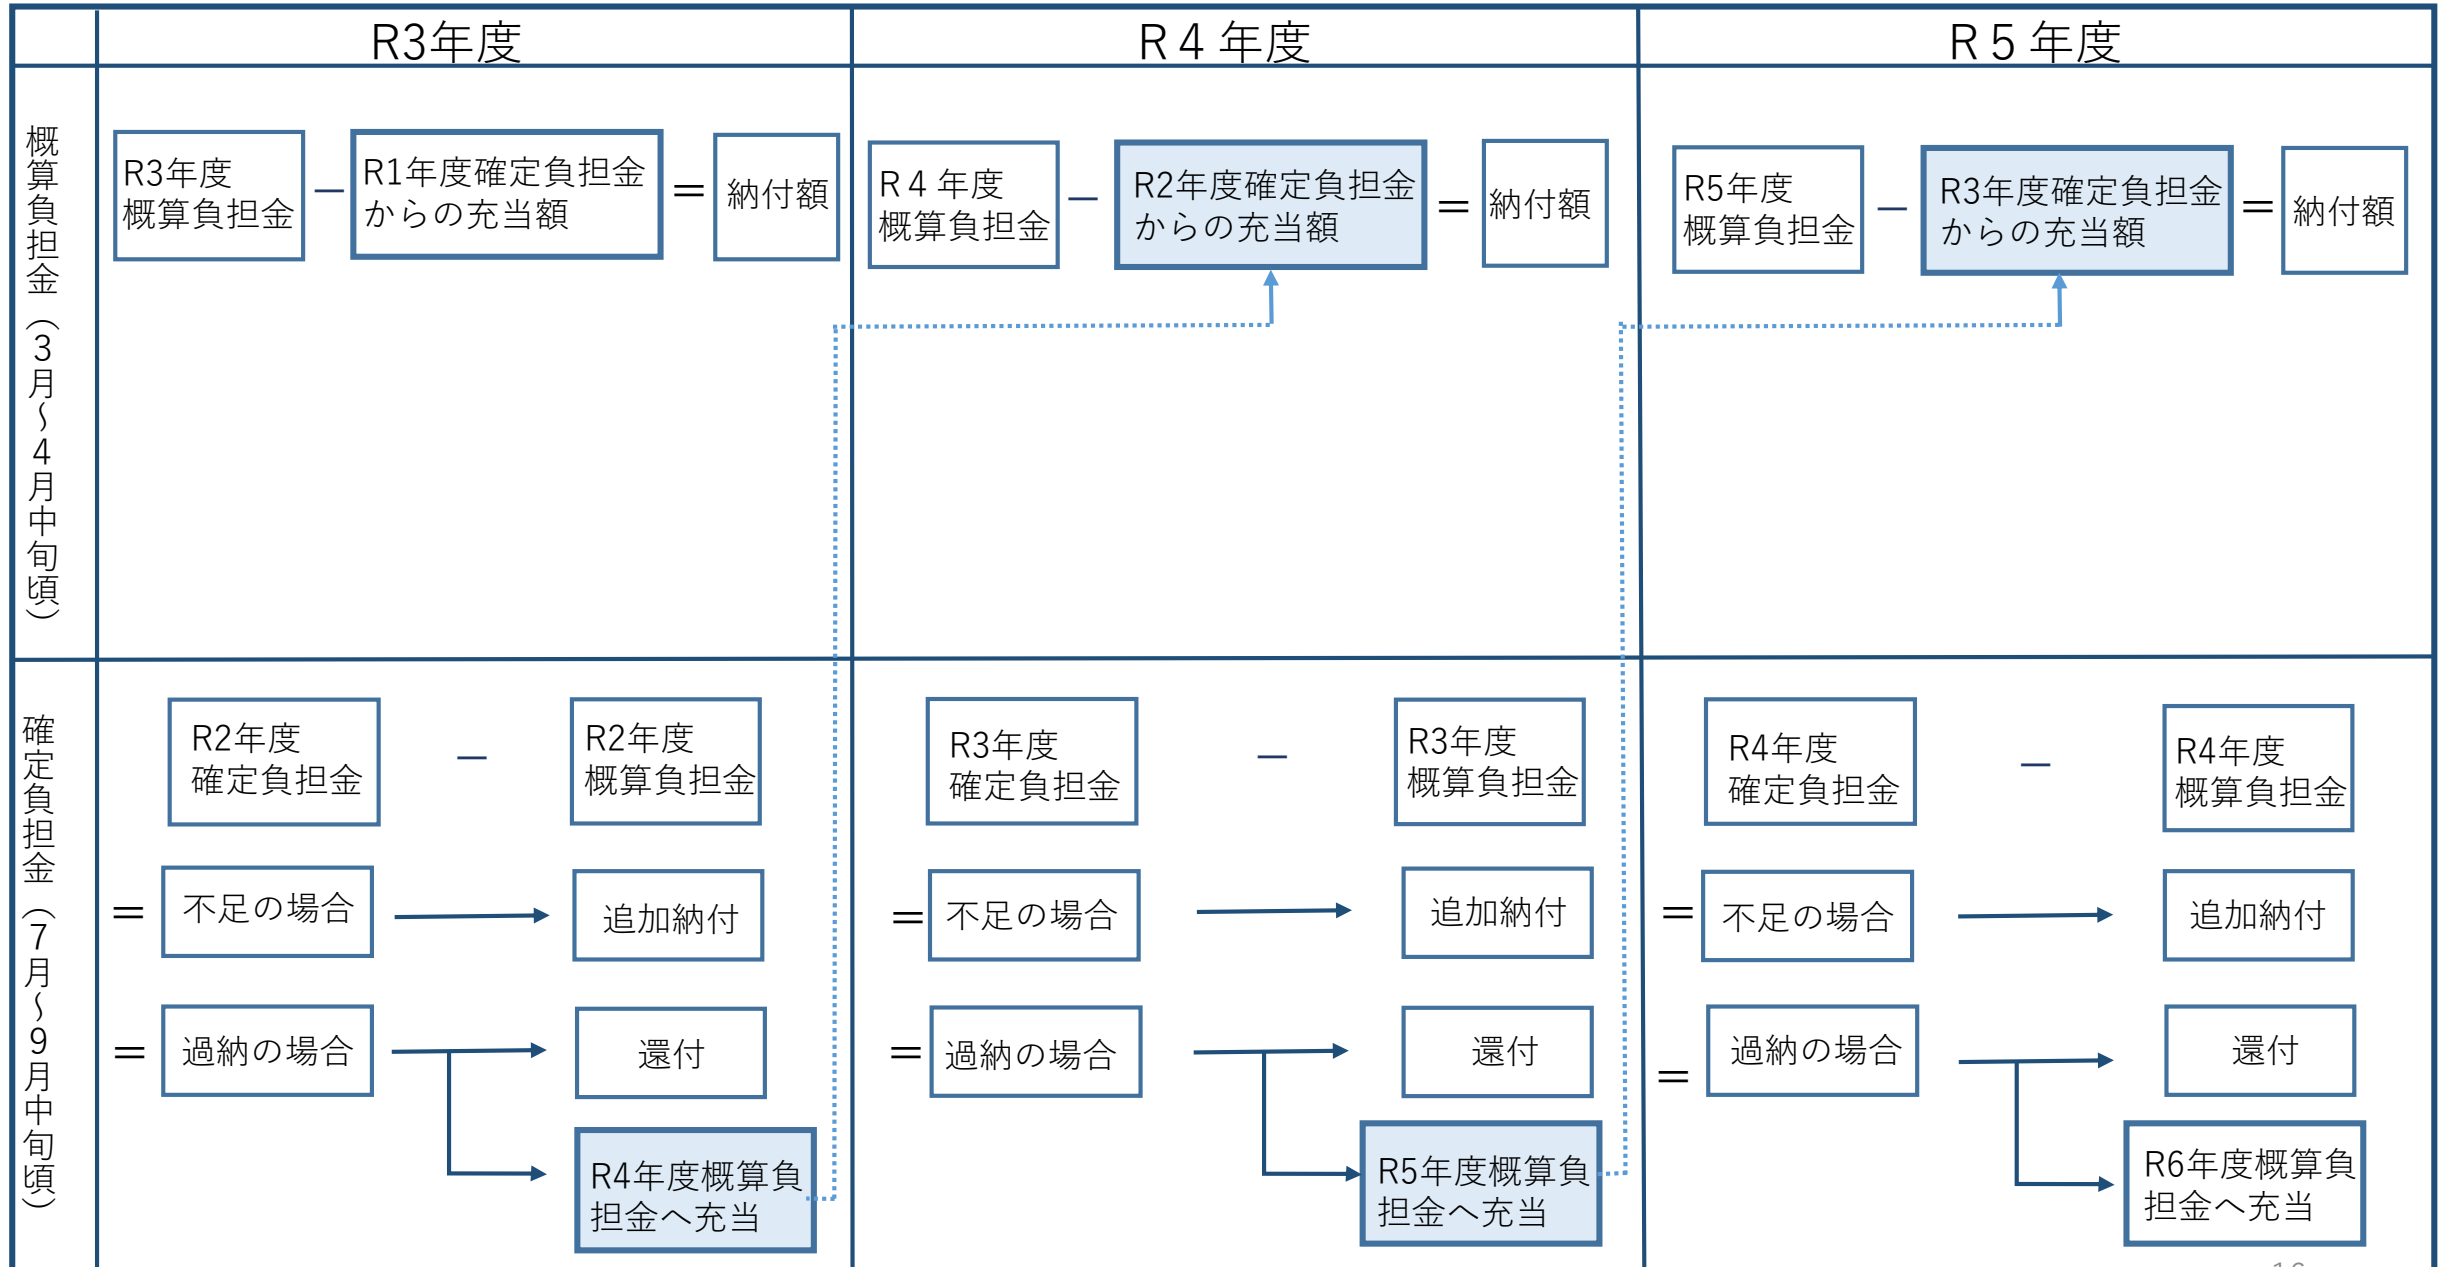 R3年度
R４年度
R５年度
概算負担金（３月～４月中旬頃）
R3年度
概算負担金
－
R1年度確定負担金
からの充当額
＝
納付額
R４年度
概算負担金
－
R2年度確定負担金
からの充当額
＝
納付額
R5年度
概算負担金
－
R3年度確定負担金
からの充当額
＝
納付額
確定負担金（７月～９月中旬頃）
R2年度
確定負担金
－
R2年度
概算負担金
＝
不足の場合
追加納付
＝
過納の場合
還付
R4年度概算負
担金へ充当
R3年度
確定負担金
－
R3年度
概算負担金
＝
不足の場合
追加納付
＝
過納の場合
還付
R5年度概算負
担金へ充当
R4年度
確定負担金
－
R4年度
概算負担金
＝
不足の場合
追加納付
＝
過納の場合
還付
R6年度概算負
担金へ充当